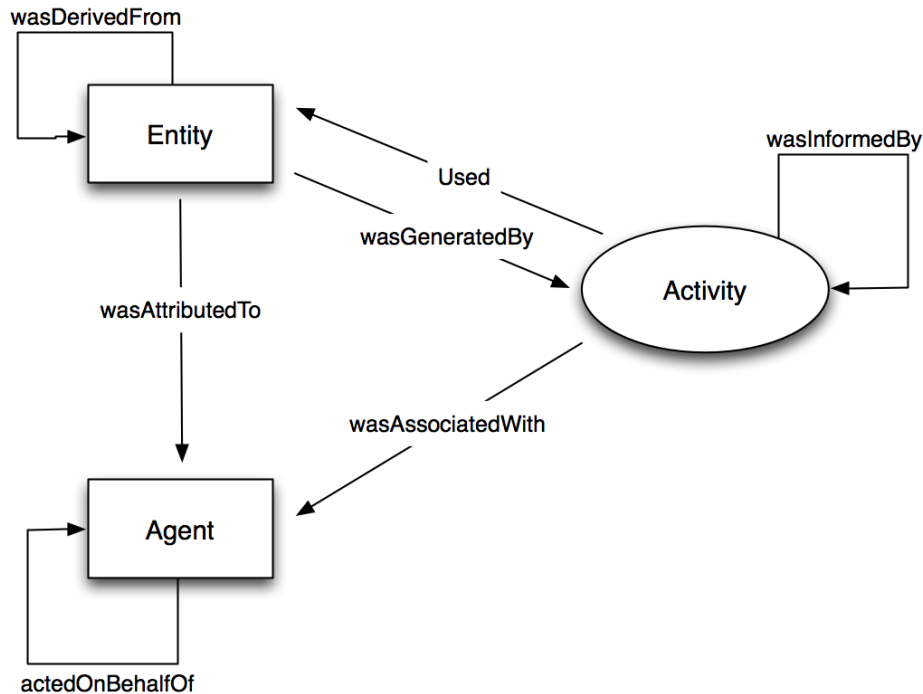 wasDerivedFrom
Entity
wasInformedBy
Used
wasGeneratedBy
Activity
wasAttributedTo
wasAssociatedWith
Agent
actedOnBehalfOf